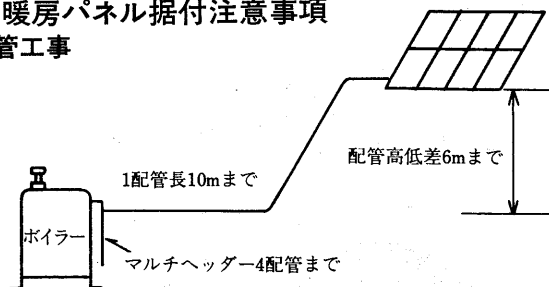 暖房パネル据付注意事項
管工事
配管高低差6mまで
1配管長10mまで
ボイラー
マルチヘッダー4配管まで